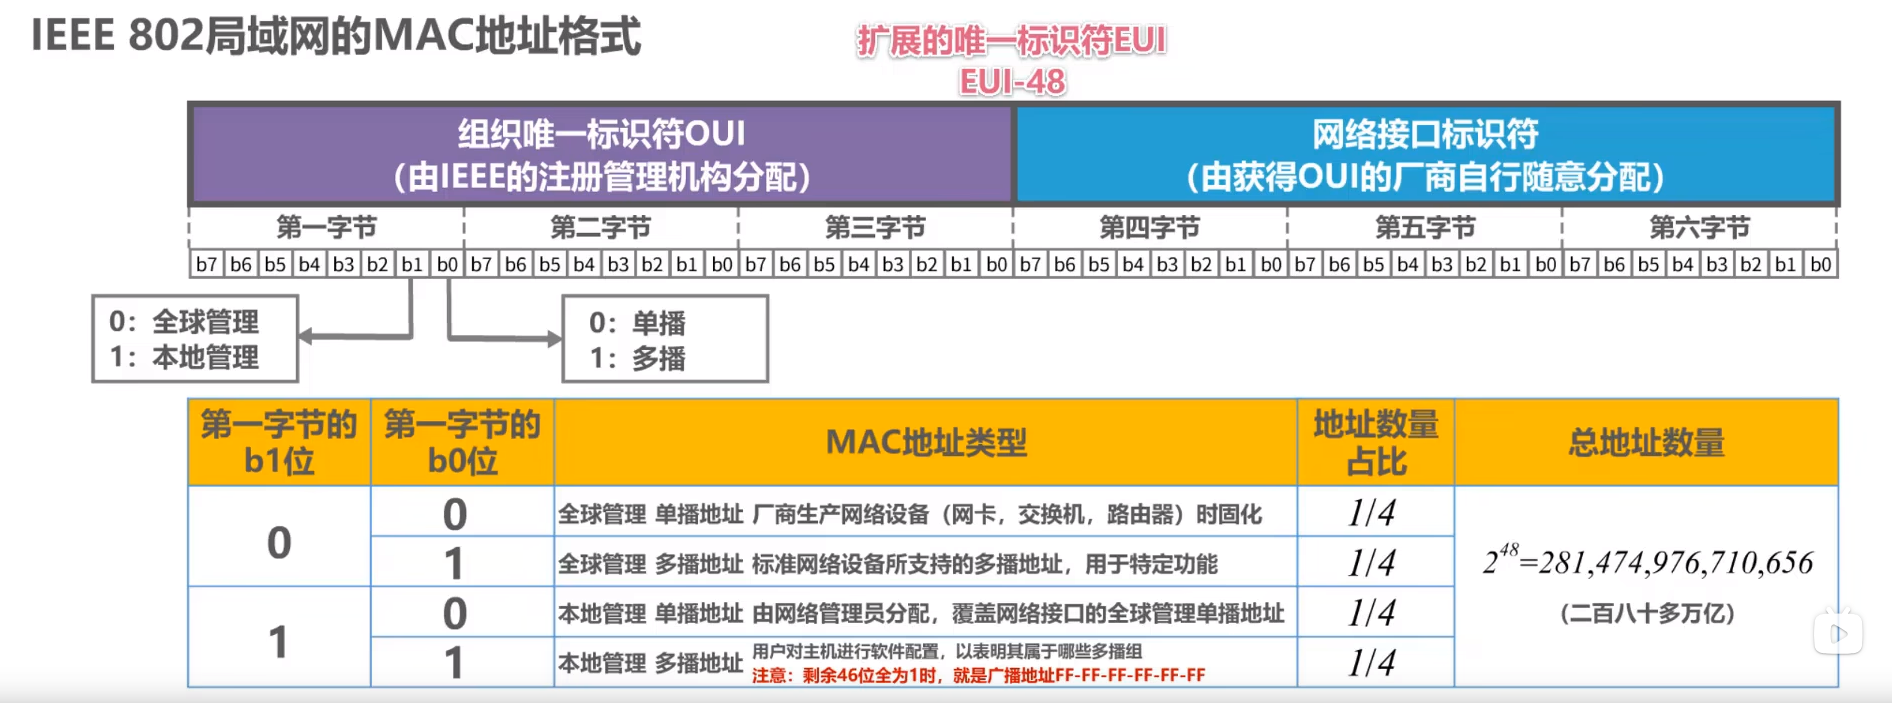 IEEE 802局域网的MAC地址格式
扩展的唯一标识符EUI
EUI-48
组织唯一标识符OUI
（由IEEE的注册管理机构分配）
网络接口标识符
（由获得OUI的厂商自行随意分配）
第一字节 第二字节 第三字节 第四字节 第五字节 第六字节
b7 b6 b5 b4 b3 b2 b1 b0 b7 b6 b5 b4 b3 b2 b1 b0 b7 b6 b5 b4 b3 b2 b1 b0 b7 b6 b5 b4 b3 b2 b1 b0 b7 b6 b5 b4 b3 b2 b1 b0 b7 b6 b5 b4 b3 b2 b1 b0
0：全球管理
1：本地管理
0：单播
1：多播
第一字节的
b1位
第一字节的
b0位
MAC地址类型
地址数量
占比
总地址数量
0
0
全球管理 单播地址 厂商生产网络设备（网卡，交换机，路由器）时固化
1/4
1
全球管理 多播地址 标准网络设备所支持的多播地址，用于特定功能
1/4
1
0
本地管理 单播地址 由网络管理员分配，覆盖网络接口的全球管理单播地址
1/4
1
本地管理 多播地址
用户对主机进行软件配置，以表明其属于哪些多播组
注意：剩余46位全为1时，就是广播地址FF-FF-FF-FF-FF-FF
1/4
2^48=281,474,976,710,656
（二百八十多万亿）